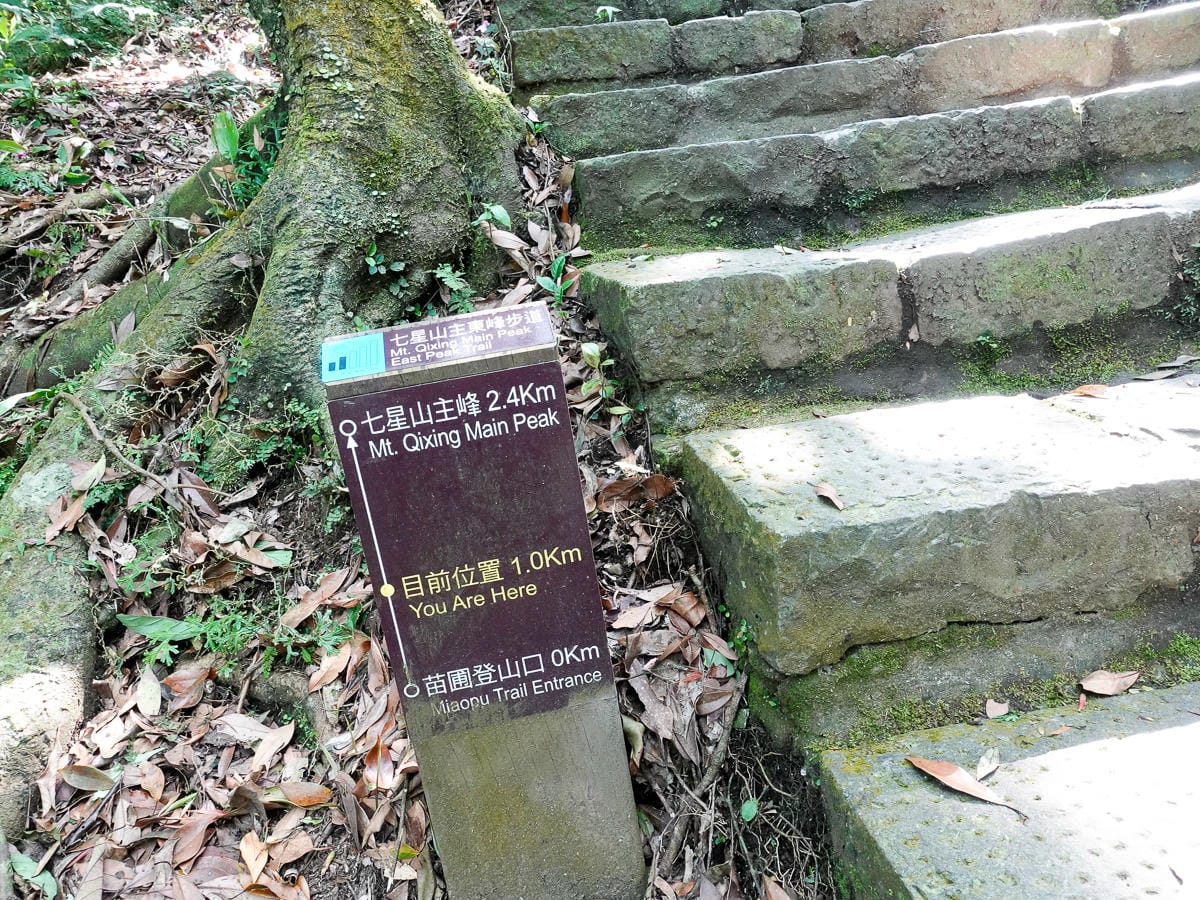 七星山主東峰步道
Mt. Qixing Main Peak
East Peak Trail
七星山主峰 2.4Km
Mt. Qixing Main Peak
目前位置 1.0Km
You Are Here
苗圃登山口 0Km
Miaopu Trail Entrance